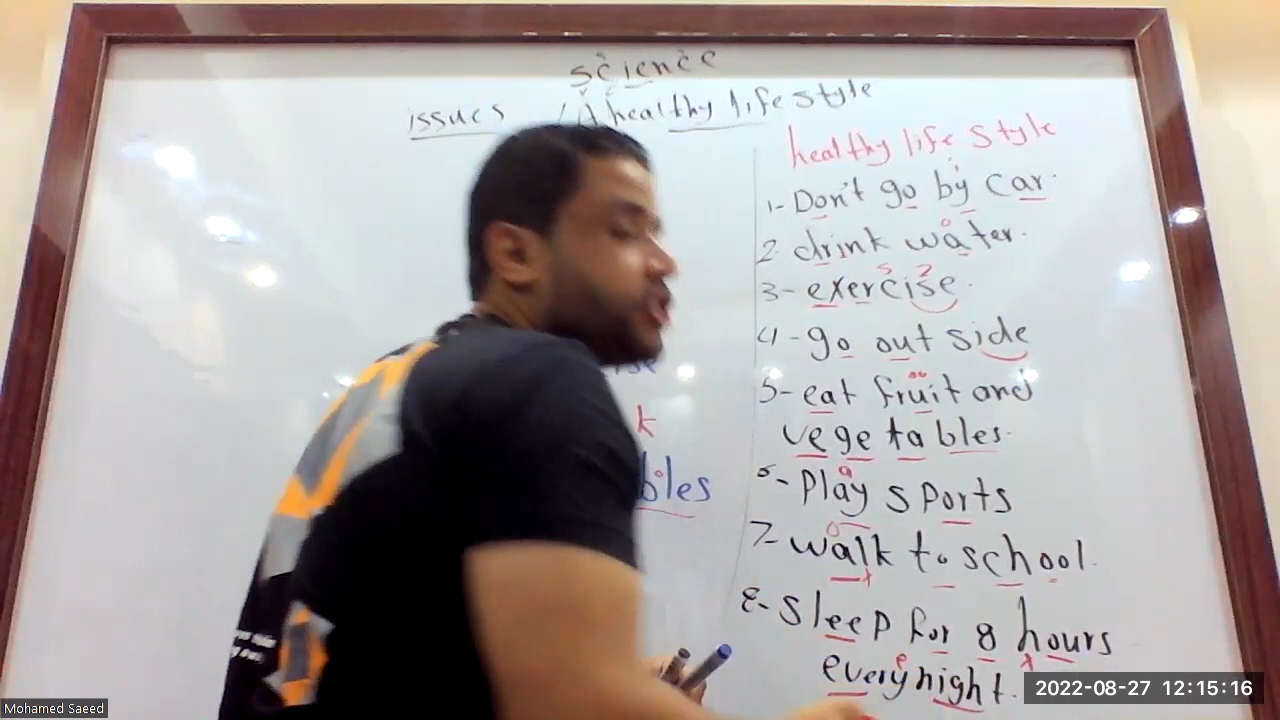 science
issues / A healthy life style
healthy life style
1- Don't go by car.
2 drink water.
3- exercise.
4- go out side
5- eat fruit and
vegetables.
6- Play sports
7- walk to school.
8- Sleep for 8 hours
every night.
k
bles
2022-08-27 12:15:16
Mohamed Saeed